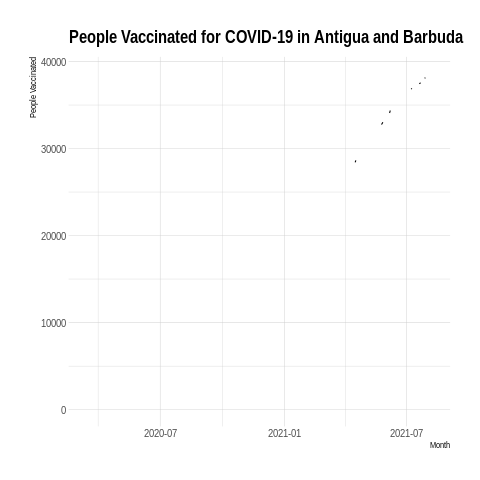 People Vaccinated for COVID-19 in Antigua and Barbuda
People Vaccinated
40000
30000
20000
10000
0
2020-07 2021-01 2021-07
Month